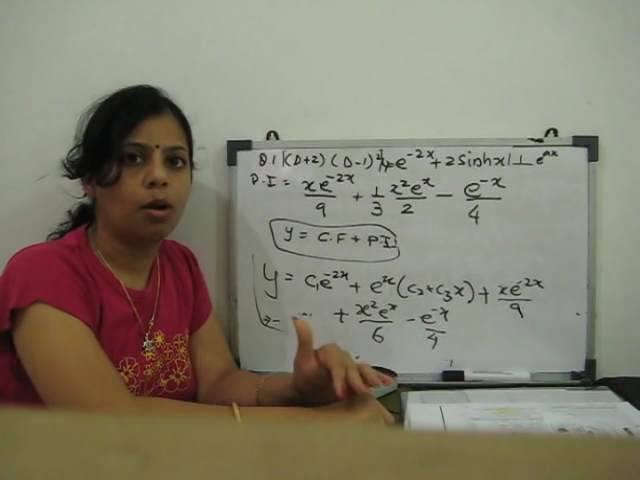 Q.1 (D+2)(D-1)²y = e^-2x + 2 sinhx
P.I = xe^-2x/9 + 1/3 x²e^x/2 - e^-x/4
y = C.F + P.I
y = c₁e^-2x + e^x(c₂+c₃x) + xe^-2x/9
+ x²e^x/6 - e^-x/4